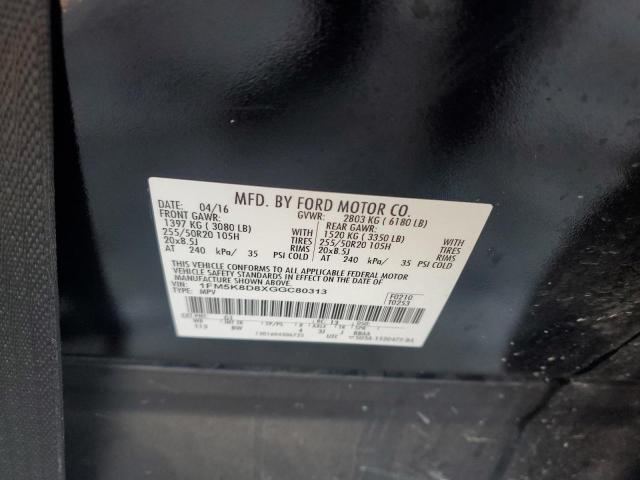 MFD. BY FORD MOTOR CO.
DATE: 04/16 GVWR: 2803 KG ( 6180 LB)
FRONT GAWR: REAR GAWR:
1397 KG ( 3080 LB) WITH 1520 KG ( 3350 LB) WITH
255/50R20 105H TIRES 255/50R20 105H TIRES
20x8.5J RIMS 20x8.5J RIMS
AT 240 kPa/ 35 PSI COLD AT 240 kPa/ 35 PSI COLD
THIS VEHICLE CONFORMS TO ALL APPLICABLE FEDERAL MOTOR
VEHICLE SAFETY STANDARDS IN EFFECT ON THE DATE OF
MANUFACTURE SHOWN ABOVE.
VIN: 1FM5K8D8XGGC80313 F0210
TYPE: MPV T0253